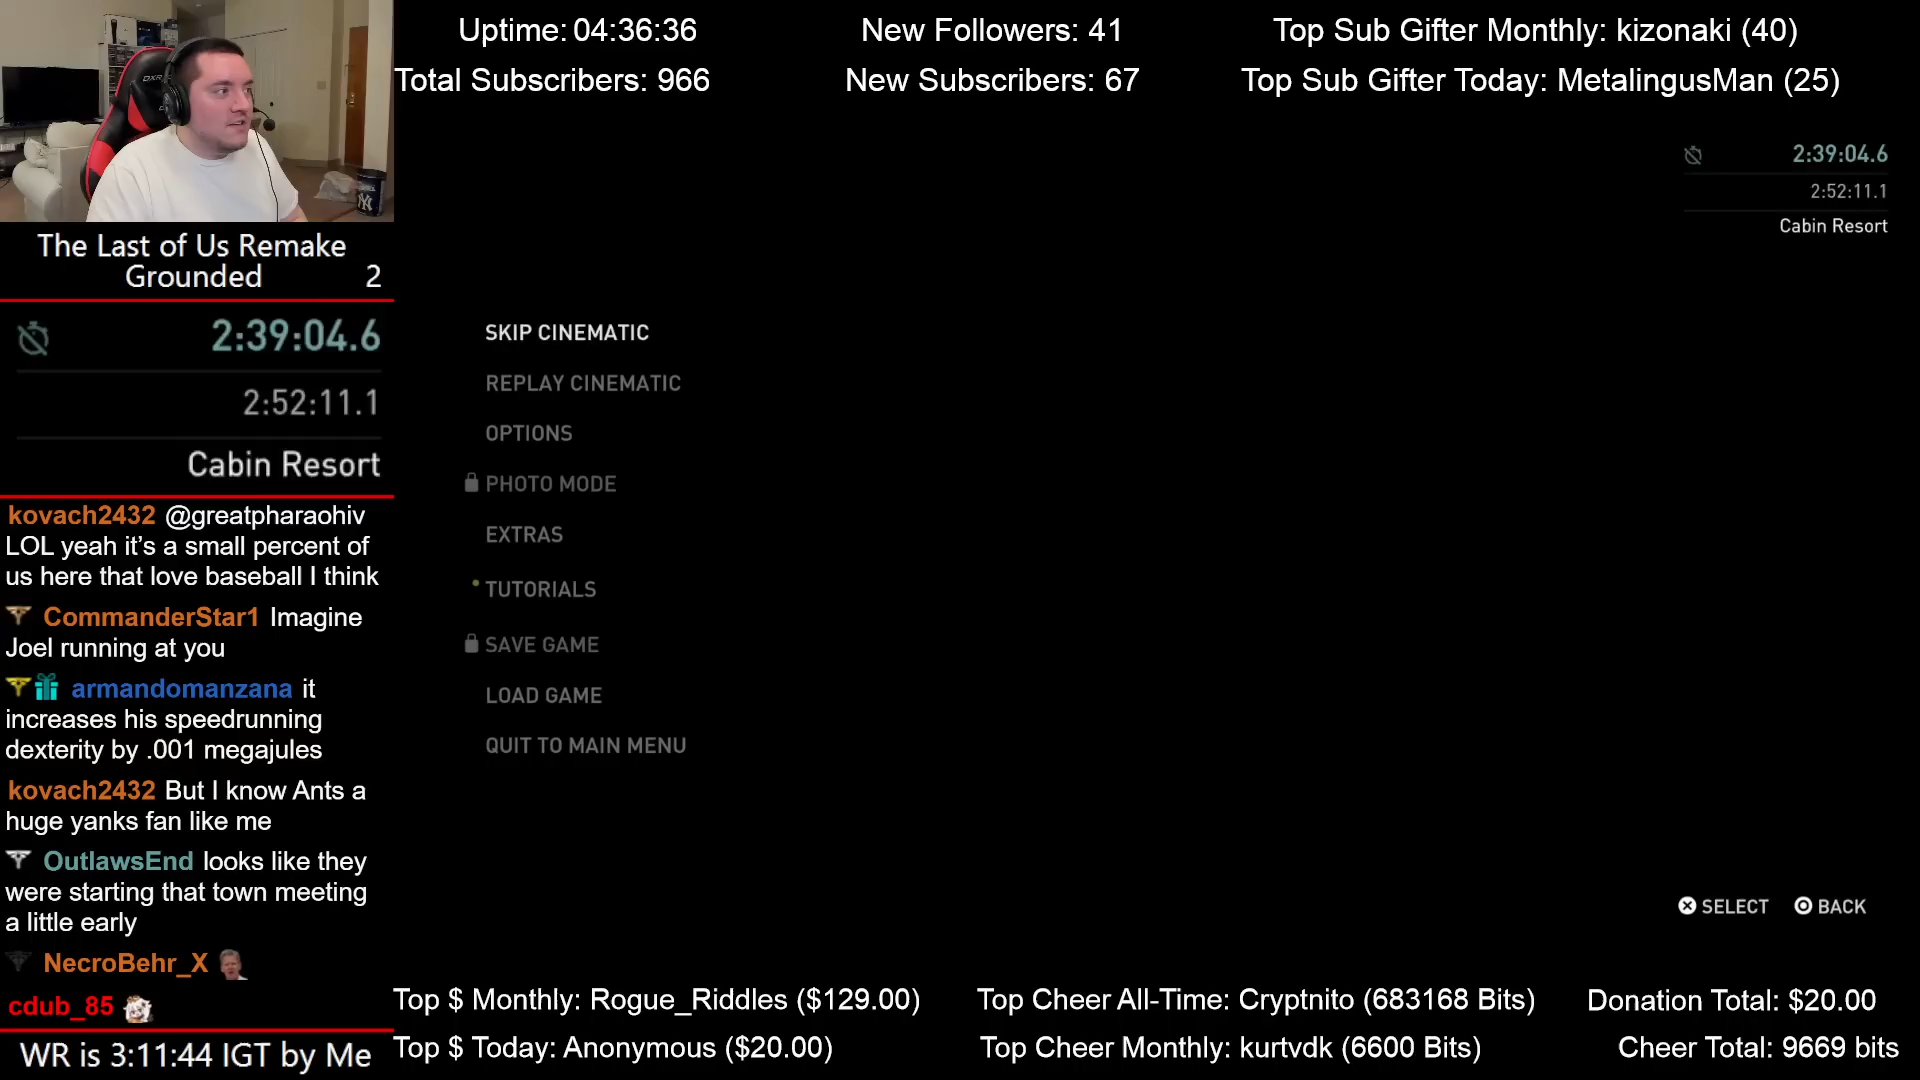 Uptime: 04:36:36
New Followers: 41
Top Sub Gifter Monthly: kizonaki (40)
Total Subscribers: 966
New Subscribers: 67
Top Sub Gifter Today: MetalingusMan (25)
2:39:04.6
2:52:11.1
Cabin Resort
The Last of Us Remake
Grounded 2
2:39:04.6
2:52:11.1
Cabin Resort
SKIP CINEMATIC
REPLAY CINEMATIC
OPTIONS
PHOTO MODE
EXTRAS
TUTORIALS
SAVE GAME
LOAD GAME
QUIT TO MAIN MENU
SELECT BACK
kovach2432 @greatpharaohiv
LOL yeah it's a small percent of
us here that love baseball I think
CommanderStar1 Imagine
Joel running at you
armandomanzana it
increases his speedrunning
dexterity by .001 megajules
kovach2432 But I know Ants a
huge yanks fan like me
OutlawsEnd looks like they
were starting that town meeting
a little early
NecroBehr_X
cdub_85
WR is 3:11:44 IGT by Me
Top $ Monthly: Rogue_Riddles ($129.00)
Top Cheer All-Time: Cryptnito (683168 Bits)
Donation Total: $20.00
Top $ Today: Anonymous ($20.00)
Top Cheer Monthly: kurtvdk (6600 Bits)
Cheer Total: 9669 bits